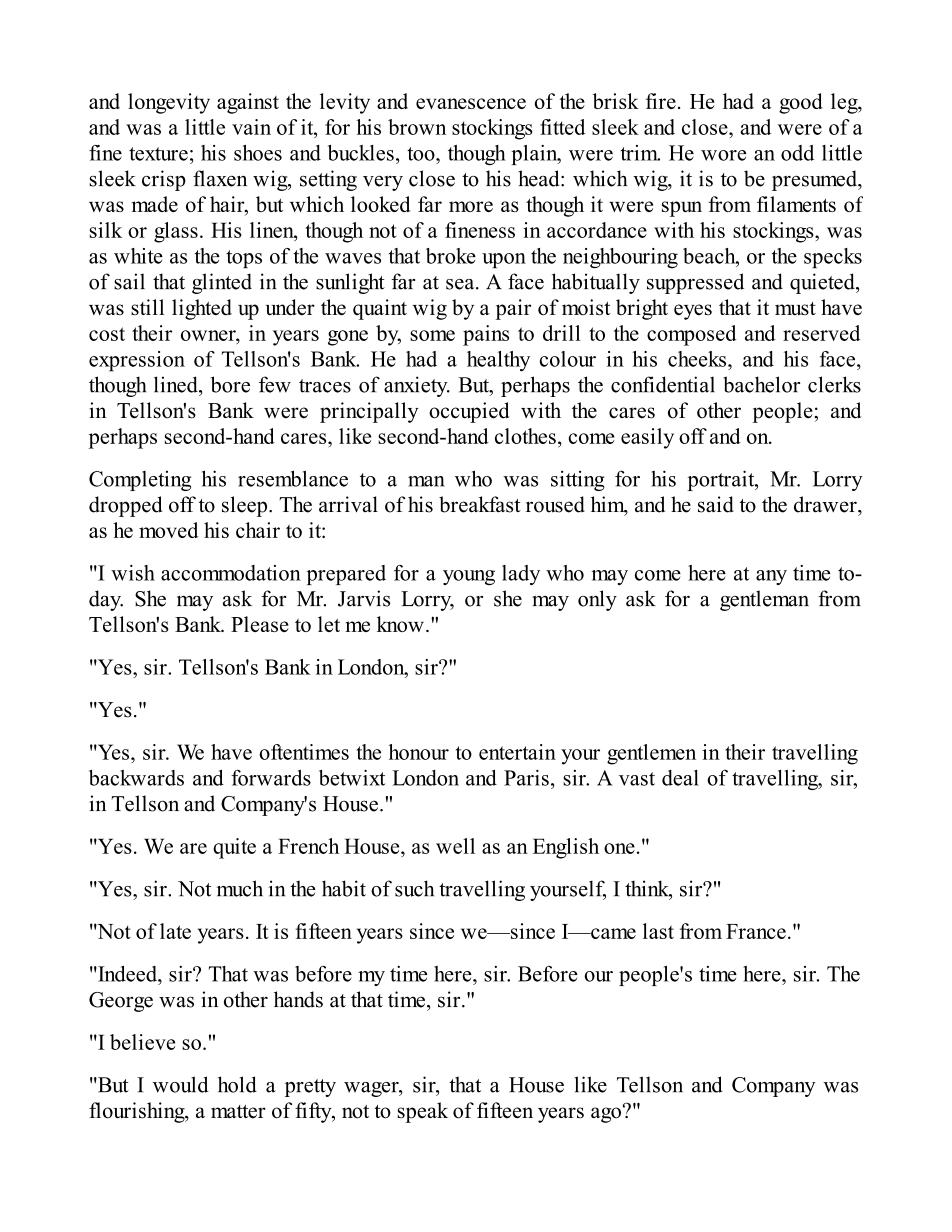 and longevity against the levity and evanescence of the brisk fire. He had a good leg,
and was a little vain of it, for his brown stockings fitted sleek and close, and were of a
fine texture; his shoes and buckles, too, though plain, were trim. He wore an odd little
sleek crisp flaxen wig, setting very close to his head: which wig, it is to be presumed,
was made of hair, but which looked far more as though it were spun from filaments of
silk or glass. His linen, though not of a fineness in accordance with his stockings, was
as white as the tops of the waves that broke upon the neighbouring beach, or the specks
of sail that glinted in the sunlight far at sea. A face habitually suppressed and quieted,
was still lighted up under the quaint wig by a pair of moist bright eyes that it must have
cost their owner, in years gone by, some pains to drill to the composed and reserved
expression of Tellson's Bank. He had a healthy colour in his cheeks, and his face,
though lined, bore few traces of anxiety. But, perhaps the confidential bachelor clerks
in Tellson's Bank were principally occupied with the cares of other people; and
perhaps second-hand cares, like second-hand clothes, come easily off and on.
Completing his resemblance to a man who was sitting for his portrait, Mr. Lorry
dropped off to sleep. The arrival of his breakfast roused him, and he said to the drawer,
as he moved his chair to it:
"I wish accommodation prepared for a young lady who may come here at any time to-
day. She may ask for Mr. Jarvis Lorry, or she may only ask for a gentleman from
Tellson's Bank. Please to let me know."
"Yes, sir. Tellson's Bank in London, sir?"
"Yes."
"Yes, sir. We have oftentimes the honour to entertain your gentlemen in their travelling
backwards and forwards betwixt London and Paris, sir. A vast deal of travelling, sir,
in Tellson and Company's House."
"Yes. We are quite a French House, as well as an English one."
"Yes, sir. Not much in the habit of such travelling yourself, I think, sir?"
"Not of late years. It is fifteen years since we—since I—came last from France."
"Indeed, sir? That was before my time here, sir. Before our people's time here, sir. The
George was in other hands at that time, sir."
"I believe so."
"But I would hold a pretty wager, sir, that a House like Tellson and Company was
flourishing, a matter of fifty, not to speak of fifteen years ago?"